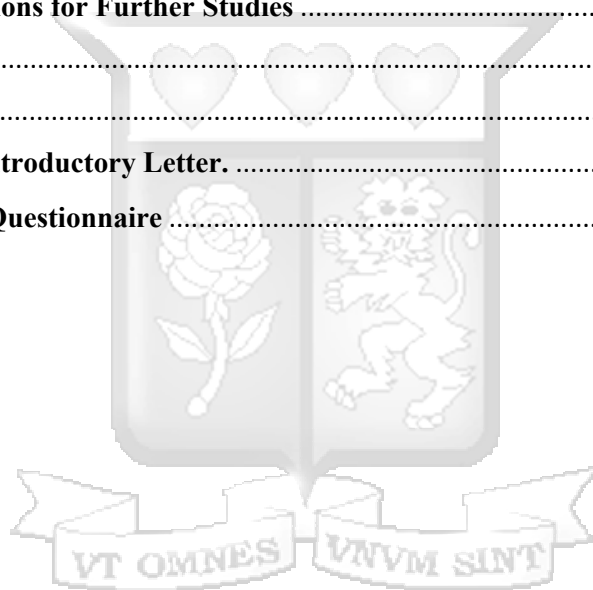 ons for Further Studies ........................................
................................................................................
................................................................................
troductory Letter. ................................................
Questionnaire ............................................................
VT OMNES VNVM SINT